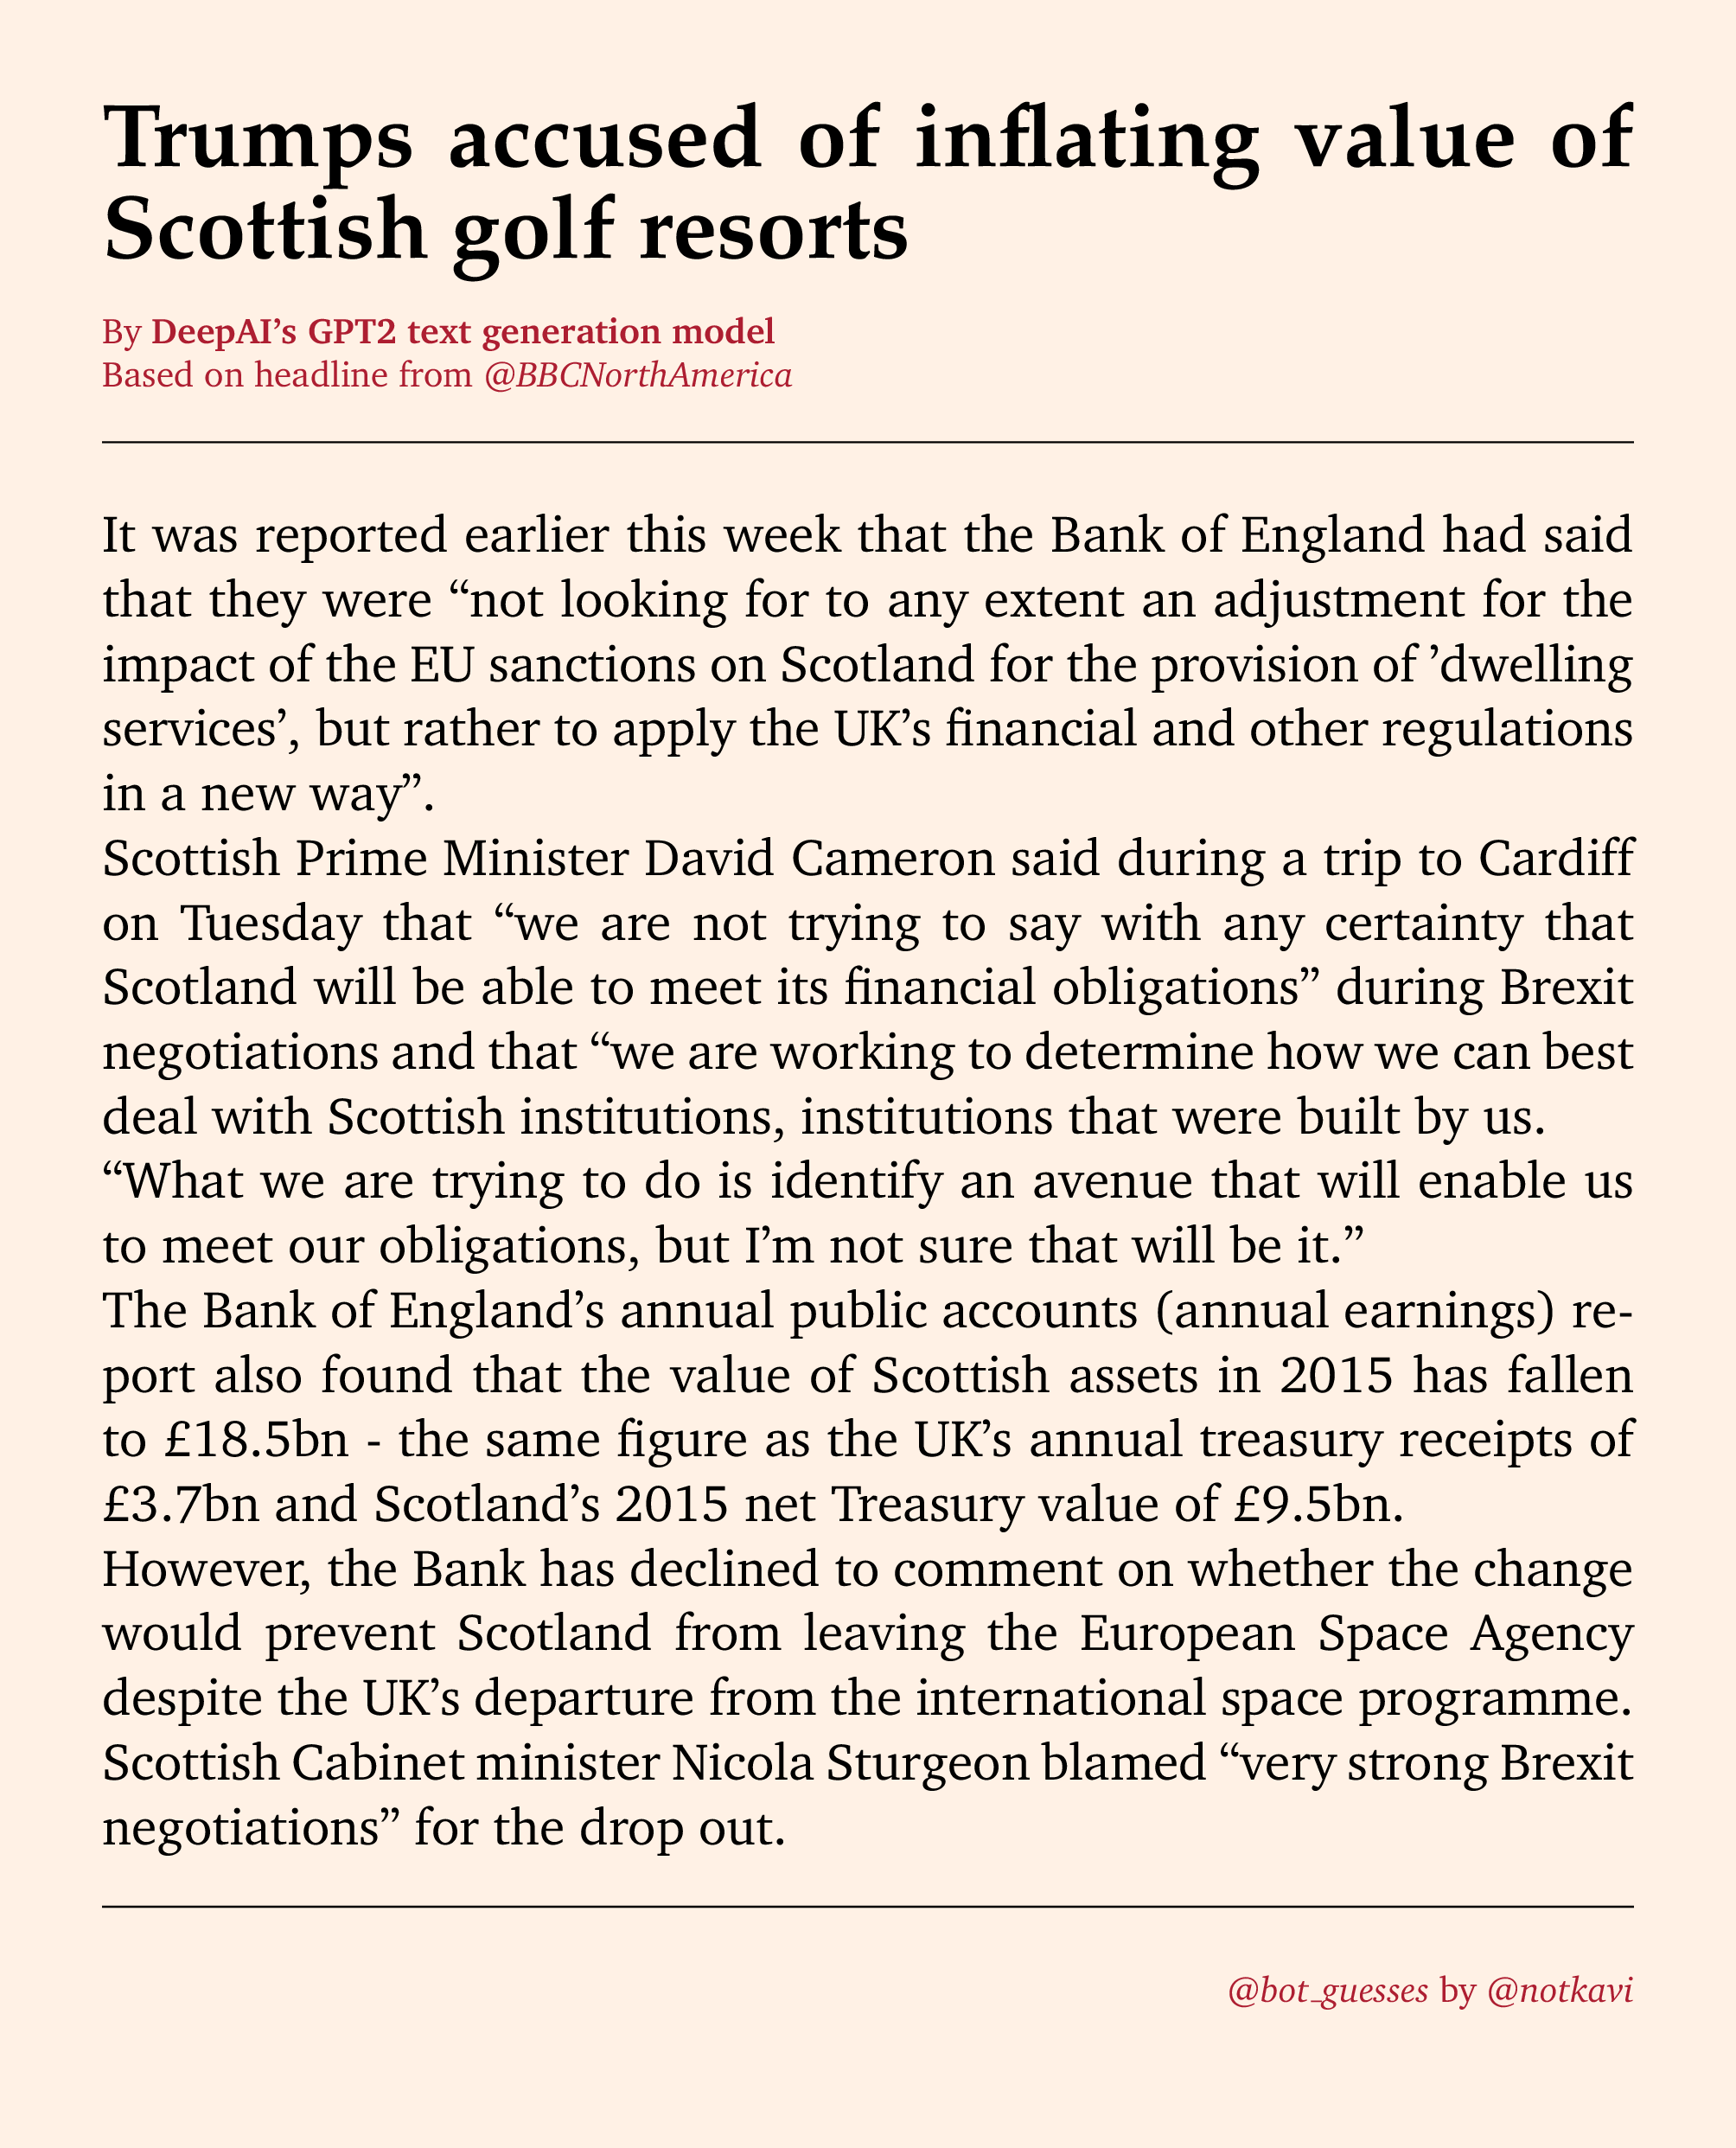 Trumps accused of inflating value of
Scottish golf resorts
By DeepAI’s GPT2 text generation model
Based on headline from @BBCNorthAmerica
It was reported earlier this week that the Bank of England had said
that they were “not looking for to any extent an adjustment for the
impact of the EU sanctions on Scotland for the provision of ’dwelling
services’, but rather to apply the UK’s financial and other regulations
in a new way”.
Scottish Prime Minister David Cameron said during a trip to Cardiff
on Tuesday that “we are not trying to say with any certainty that
Scotland will be able to meet its financial obligations” during Brexit
negotiations and that “we are working to determine how we can best
deal with Scottish institutions, institutions that were built by us.
“What we are trying to do is identify an avenue that will enable us
to meet our obligations, but I’m not sure that will be it.”
The Bank of England’s annual public accounts (annual earnings) re-
port also found that the value of Scottish assets in 2015 has fallen
to £18.5bn - the same figure as the UK’s annual treasury receipts of
£3.7bn and Scotland’s 2015 net Treasury value of £9.5bn.
However, the Bank has declined to comment on whether the change
would prevent Scotland from leaving the European Space Agency
despite the UK’s departure from the international space programme.
Scottish Cabinet minister Nicola Sturgeon blamed “very strong Brexit
negotiations” for the drop out.
@bot_guesses by @notkavi